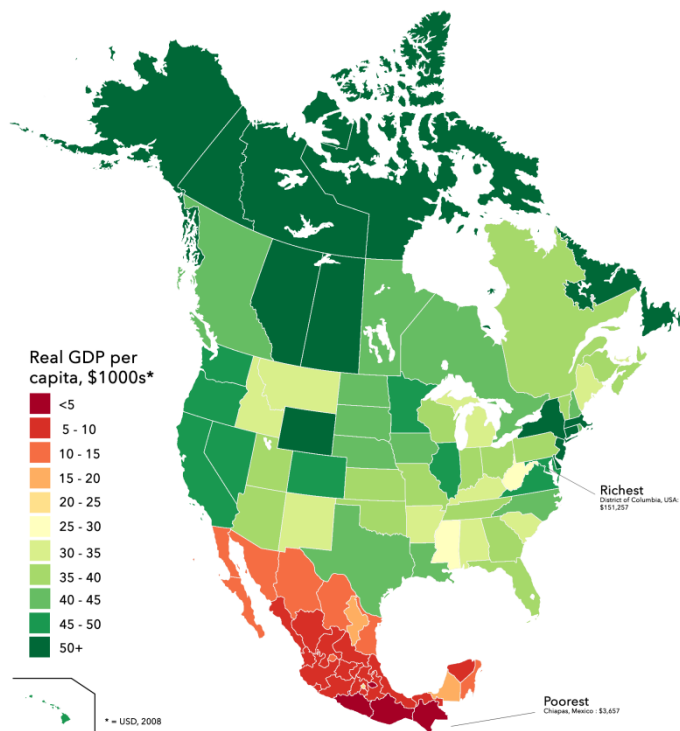 Real GDP per
capita, $1000s*
<5
5 - 10
10 - 15
15 - 20
20 - 25
25 - 30
30 - 35
35 - 40
40 - 45
45 - 50
50+
Richest
District of Columbia, USA:
$151,257
Poorest
Chiapas, Mexico : $3,657
* = USD, 2008